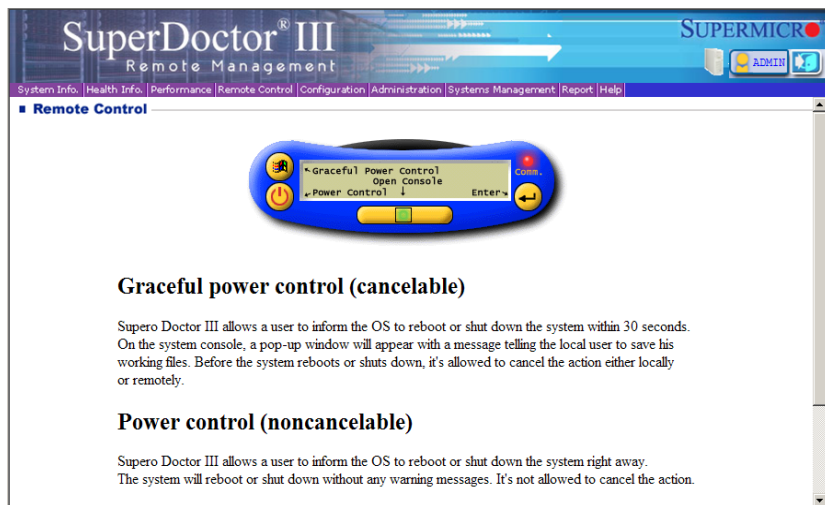 SuperDoctor® III
Remote Management
SUPERMICR
ADMIN
System Info. Health Info. Performance Remote Control Configuration Administration Systems Management Report Help
Remote Control
Graceful Power Control
Open Console
Power Control
Enter
Comm.
Graceful power control (cancelable)
Supero Doctor III allows a user to inform the OS to reboot or shut down the system within 30 seconds.
On the system console, a pop-up window will appear with a message telling the local user to save his
working files. Before the system reboots or shuts down, it's allowed to cancel the action either locally
or remotely.
Power control (noncancelable)
Supero Doctor III allows a user to inform the OS to reboot or shut down the system right away.
The system will reboot or shut down without any warning messages. It's not allowed to cancel the action.